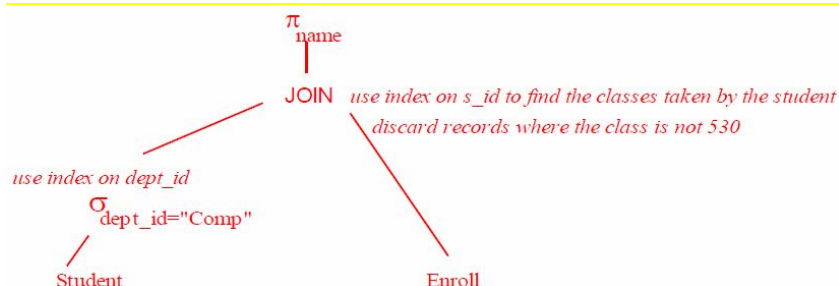 π
name
JOIN use index on s_id to find the classes taken by the student
discard records where the class is not 530
use index on dept_id
σ
dept_id="Comp"
Student
Enroll